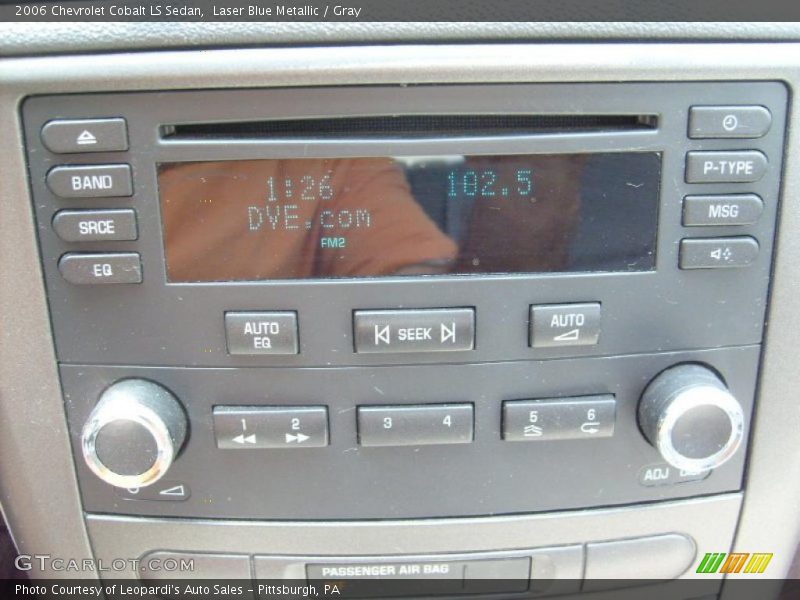 2006 Chevrolet Cobalt LS Sedan,  Laser Blue Metallic / Gray
BAND
P-TYPE
SRCE
MSG
EQ
1:26
102.5
DVE.com
FM2
AUTO EQ
SEEK
AUTO
1 2
3 4
5 6
ADJ
PASSENGER AIR BAG
GTCARLOT.COM
Photo Courtesy of Leopardi's Auto Sales - Pittsburgh, PA